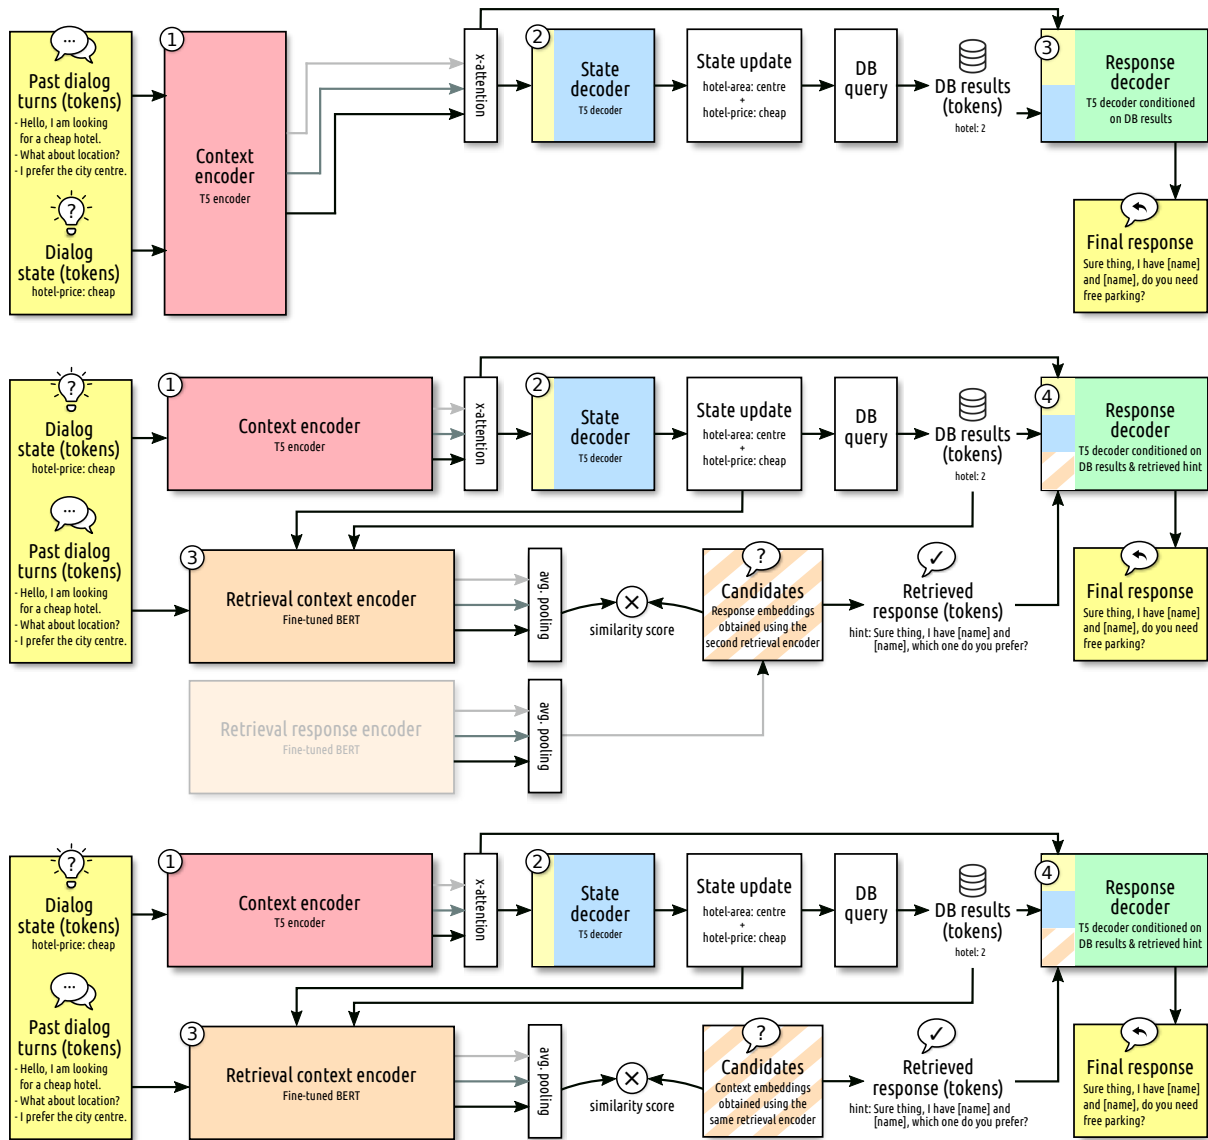 1
2
3
...
Past dialog
turns (tokens)
- Hello, I am looking
for a cheap hotel.
- What about location?
- I prefer the city centre.
?
Dialog
state (tokens)
hotel-price: cheap
Context
encoder
T5 encoder
x-attention
State
decoder
T5 decoder
State update
hotel-area: centre
+
hotel-price: cheap
DB
query
DB results
(tokens)
hotel: 2
Response
decoder
T5 decoder conditioned
on DB results
Final response
Sure thing, I have [name]
and [name], do you need
free parking?
?
Dialog
state (tokens)
hotel-price: cheap
Past dialog
turns (tokens)
- Hello, I am looking
for a cheap hotel.
- What about location?
- I prefer the city centre.
1
Context encoder
T5 encoder
x-attention
2
State
decoder
T5 decoder
State update
hotel-area: centre
+
hotel-price: cheap
DB
query
DB results
(tokens)
hotel: 2
4
Response
decoder
T5 decoder conditioned on
DB results & retrieved hint
3
Retrieval context encoder
Fine-tuned BERT
avg. pooling
×
similarity score
?
Candidates
Response embeddings
obtained using the
second retrieval encoder
✓
Retrieved
response (tokens)
hint: Sure thing, I have [name] and
[name], which one do you prefer?
Final response
Sure thing, I have [name]
and [name], do you need
free parking?
Retrieval response encoder
Fine-tuned BERT
avg. pooling
?
Dialog
state (tokens)
hotel-price: cheap
Past dialog
turns (tokens)
- Hello, I am looking
for a cheap hotel.
- What about location?
- I prefer the city centre.
1
Context encoder
T5 encoder
x-attention
2
State
decoder
T5 decoder
State update
hotel-area: centre
+
hotel-price: cheap
DB
query
DB results
(tokens)
hotel: 2
4
Response
decoder
T5 decoder conditioned on
DB results & retrieved hint
3
Retrieval context encoder
Fine-tuned BERT
avg. pooling
×
similarity score
?
Candidates
Context embeddings
obtained using the
same retrieval encoder
✓
Retrieved
response (tokens)
hint: Sure thing, I have [name] and
[name], which one do you prefer?
Final response
Sure thing, I have [name]
and [name], do you need
free parking?